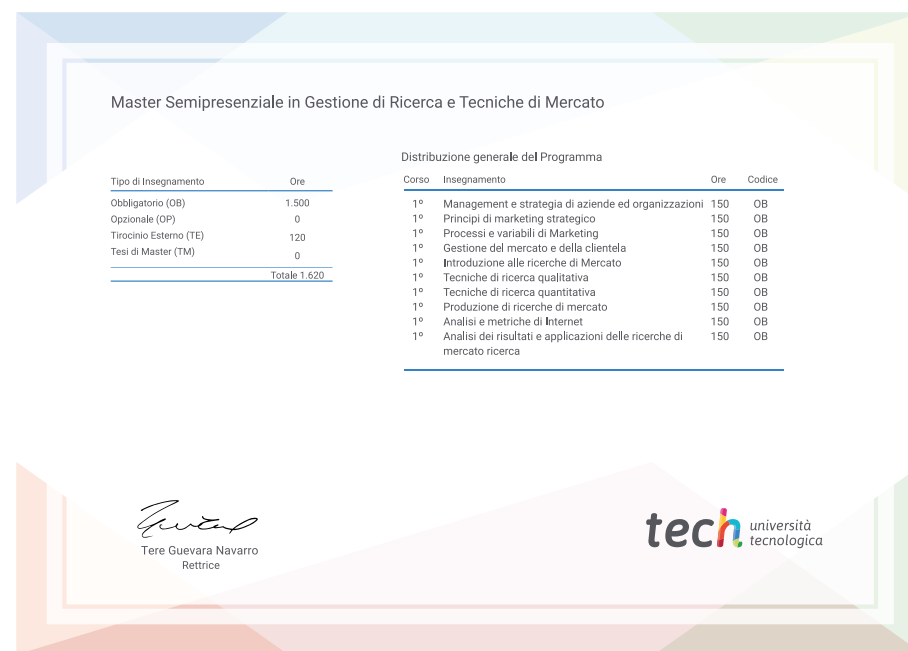 Master Semipresenziale in Gestione di Ricerca e Tecniche di Mercato
Tipo di Insegnamento Ore
Obbligatorio (OB) 1.500
Opzionale (OP) 0
Tirocinio Esterno (TE) 120
Tesi di Master (TM) 0
Totale 1.620
Distribuzione generale del Programma
Corso Insegnamento Ore Codice
1º Management e strategia di aziende ed organizzazioni 150 OB
1º Principi di marketing strategico 150 OB
1º Processi e variabili di Marketing 150 OB
1º Gestione del mercato e della clientela 150 OB
1º Introduzione alle ricerche di Mercato 150 OB
1º Tecniche di ricerca qualitativa 150 OB
1º Tecniche di ricerca quantitativa 150 OB
1º Produzione di ricerche di mercato 150 OB
1º Analisi e metriche di Internet 150 OB
1º Analisi dei risultati e applicazioni delle ricerche di 150 OB
mercato ricerca
Tere Guevara Navarro
Rettrice
tech università
tecnologica